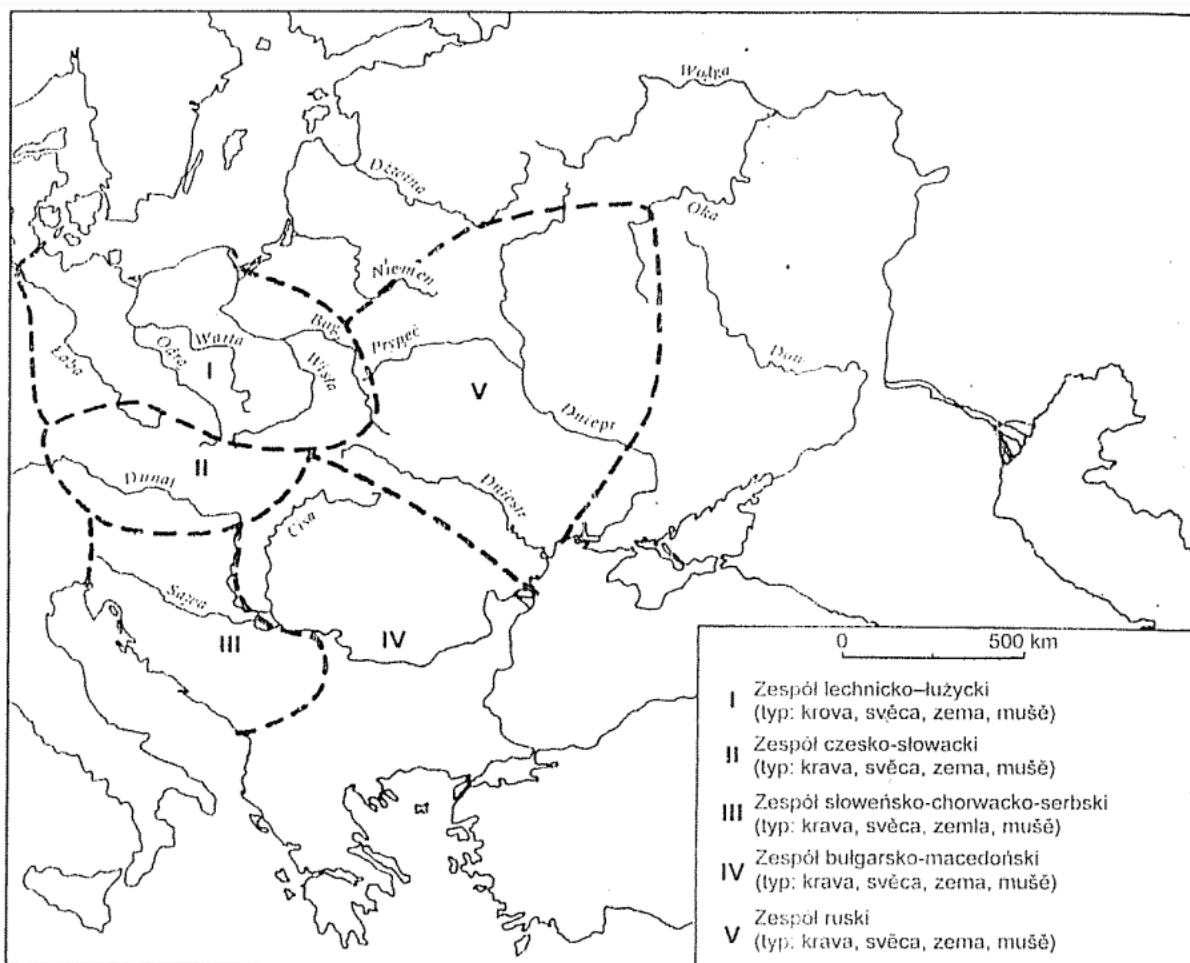 Wołga
Dźwina
Oka
Niemen
Bug
Warta
Prypeć
Odra
Don
Łaba
I
Wisła
V
Dniepr
II
Dunaj
Dniestr
Cisa
Sawa
III
IV
0 500 km
I Zespół lechnicko–łużycki
(typ: krova, svěca, zema, mušě)
II Zespół czesko-słowacki
(typ: krava, svěca, zema, mušě)
III Zespół słoweńsko-chorwacko-serbski
(typ: krava, svěca, zemla, mušě)
IV Zespół bułgarsko-macedoński
(typ: krava, svěca, zema, mušě)
V Zespół ruski
(typ: krava, svěca, zema, mušě)